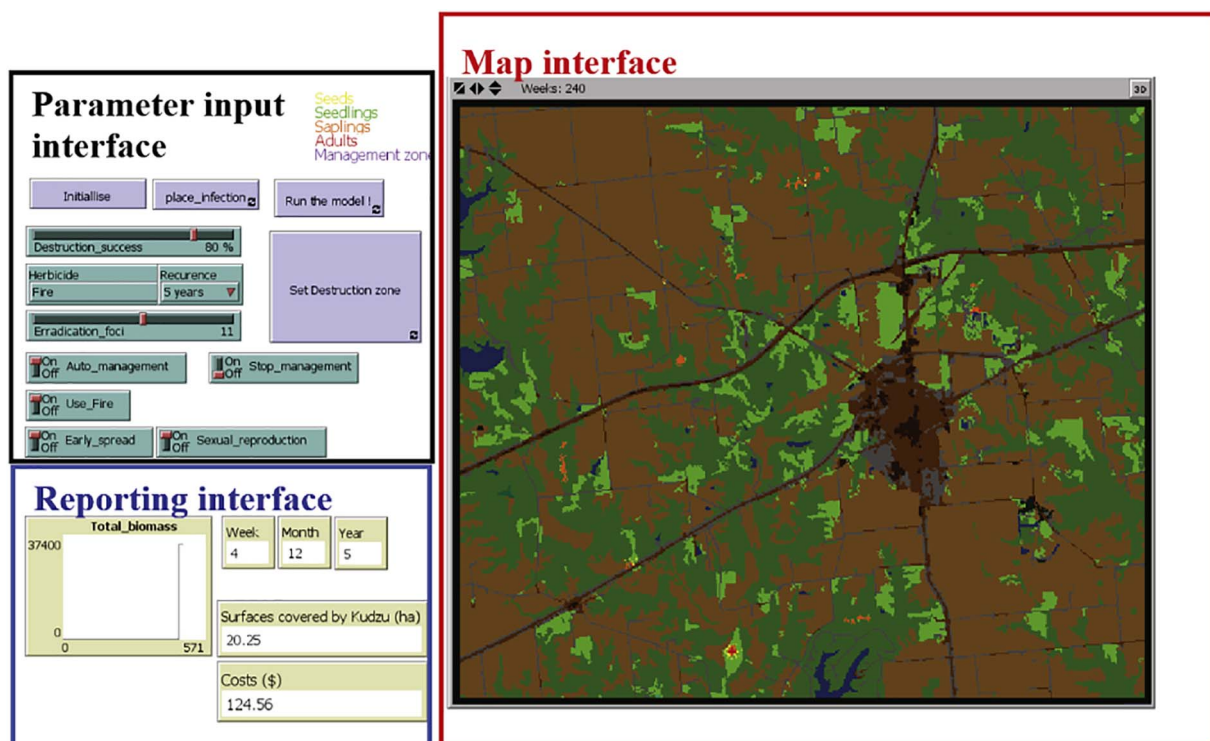 Map interface
Weeks: 240
3D
Parameter input
interface
Seeds
Seedlings
Saplings
Adults
Management zone
Initiallise
place_infection
Run the model !
Destruction_success 80 %
Herbicide
Fire
Recurence
5 years
Set Destruction zone
Erradication_foci 11
On
Off
Auto_management
On
Off
Stop_management
On
Off
Use_Fire
On
Off
Early_spread
On
Off
Sexual_reproduction
Reporting interface
Total_biomass
37400
0
0 571
Week
4
Month
12
Year
5
Surfaces covered by Kudzu (ha)
20.25
Costs ($)
124.56